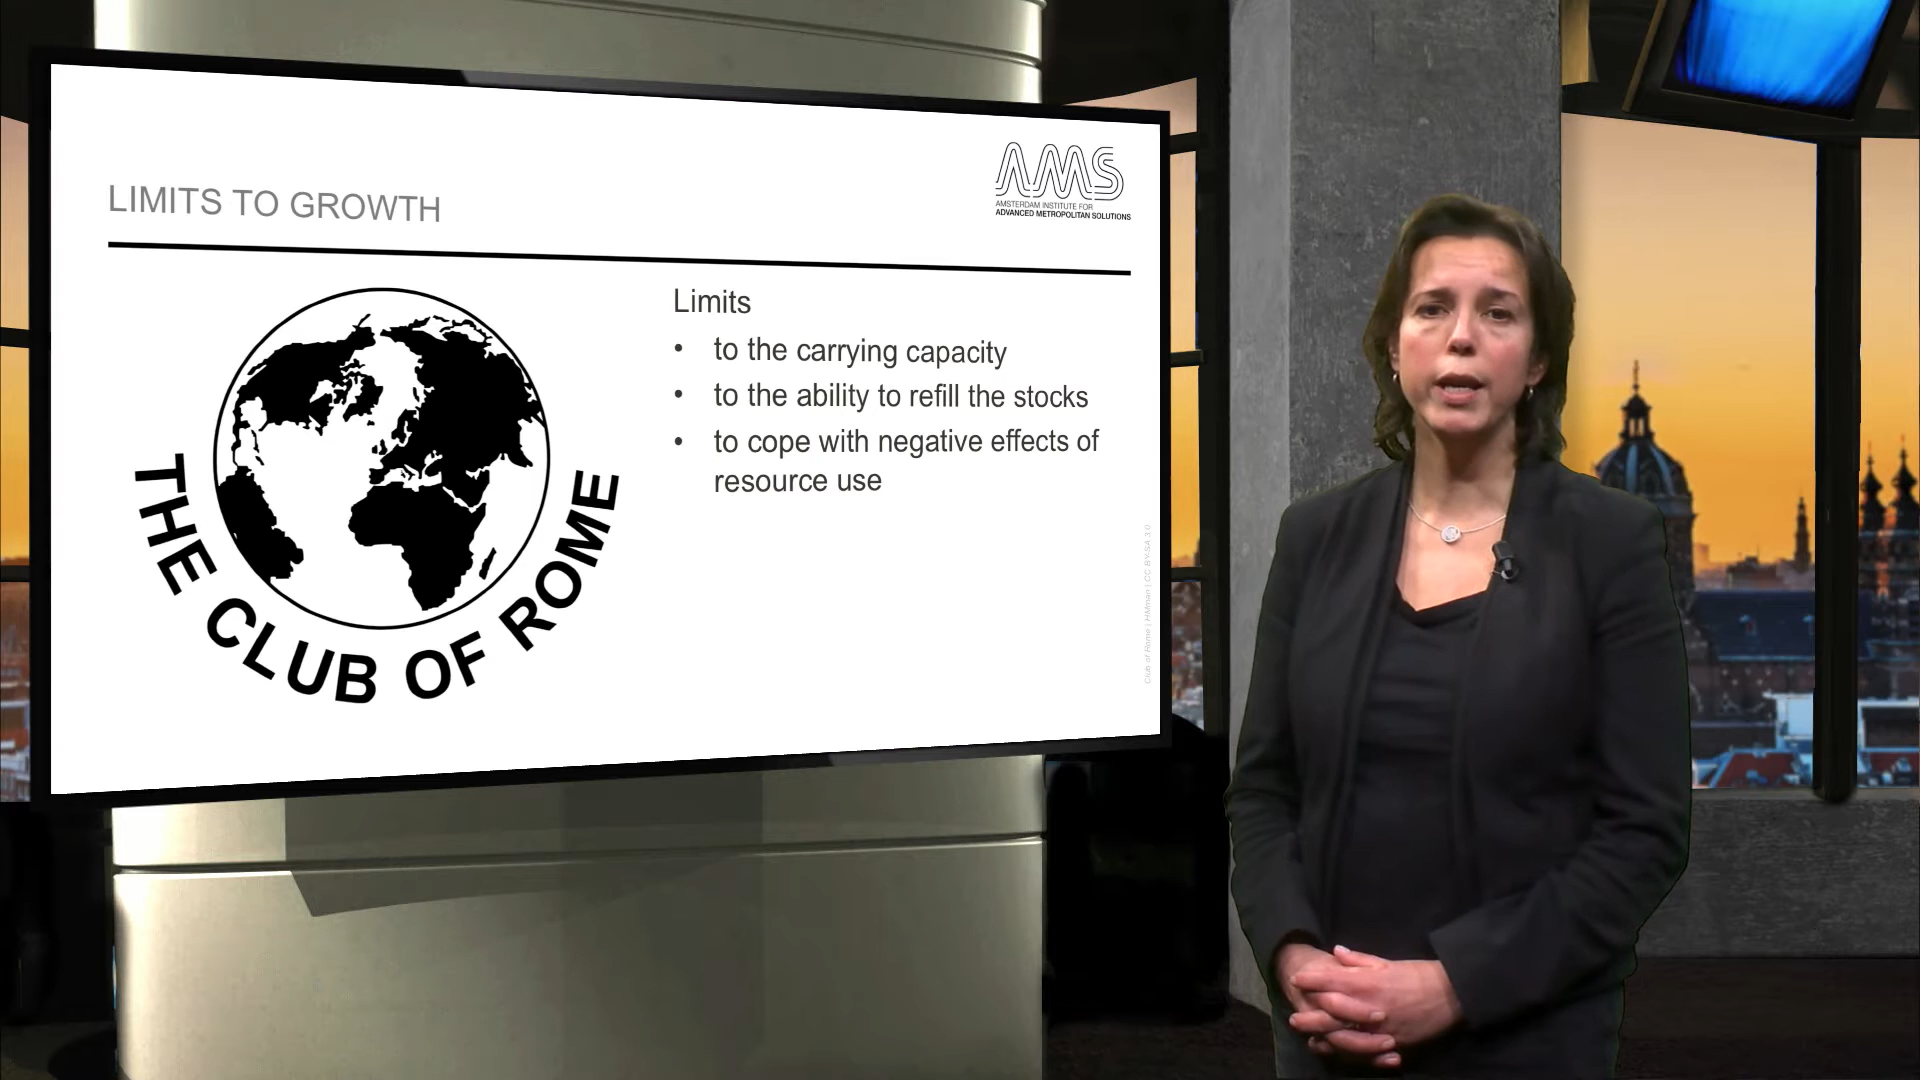 AMS
AMSTERDAM INSTITUTE FOR
ADVANCED METROPOLITAN SOLUTIONS
LIMITS TO GROWTH
THE CLUB OF ROME
Limits
• to the carrying capacity
• to the ability to refill the stocks
• to cope with negative effects of
resource use